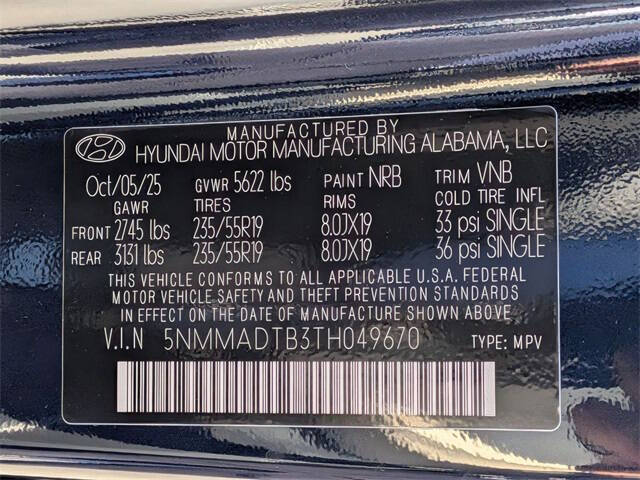 MANUFACTURED BY
HYUNDAI MOTOR MANUFACTURING ALABAMA, LLC
Oct/05/25 GVWR 5622 lbs PAINT NRB TRIM VNB
GAWR TIRES RIMS COLD TIRE INFL
FRONT 2745 lbs 235/55R19 8.0JX19 33 psi SINGLE
REAR 3131 lbs 235/55R19 8.0JX19 36 psi SINGLE
THIS VEHICLE CONFORMS TO ALL APPLICABLE U.S.A. FEDERAL
MOTOR VEHICLE SAFETY AND THEFT PREVENTION STANDARDS
IN EFFECT ON THE DATE OF MANUFACTURE SHOWN ABOVE.
V.I.N 5NMMADTB3TH049670 TYPE: MPV